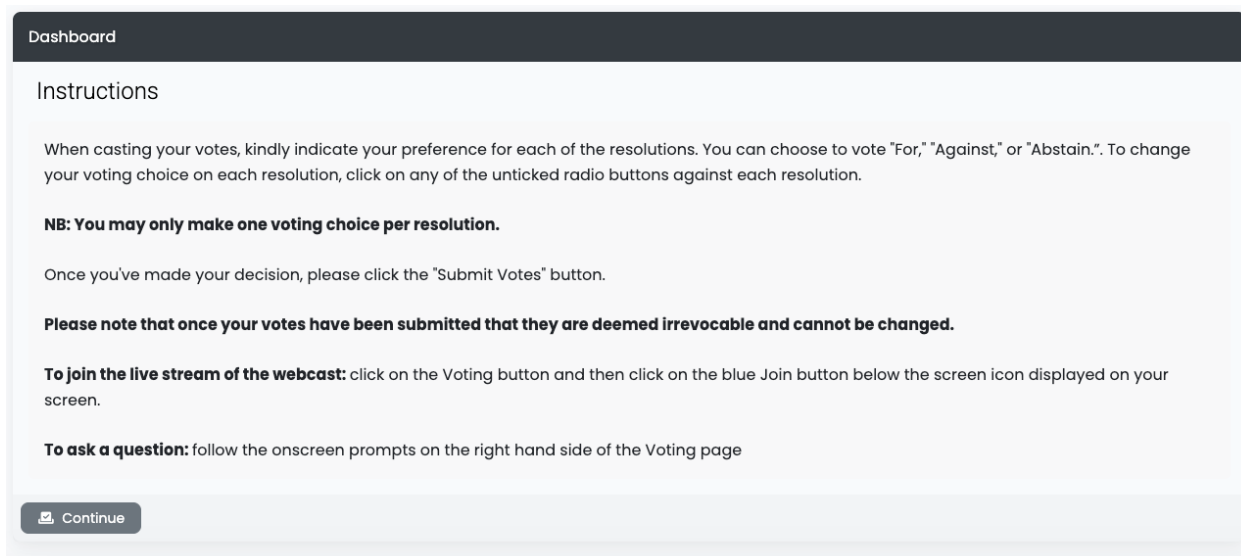 Dashboard
Instructions
When casting your votes, kindly indicate your preference for each of the resolutions. You can choose to vote "For," "Against," or "Abstain.”. To change
your voting choice on each resolution, click on any of the unticked radio buttons against each resolution.
NB: You may only make one voting choice per resolution.
Once you've made your decision, please click the "Submit Votes" button.
Please note that once your votes have been submitted that they are deemed irrevocable and cannot be changed.
To join the live stream of the webcast: click on the Voting button and then click on the blue Join button below the screen icon displayed on your
screen.
To ask a question: follow the onscreen prompts on the right hand side of the Voting page
Continue